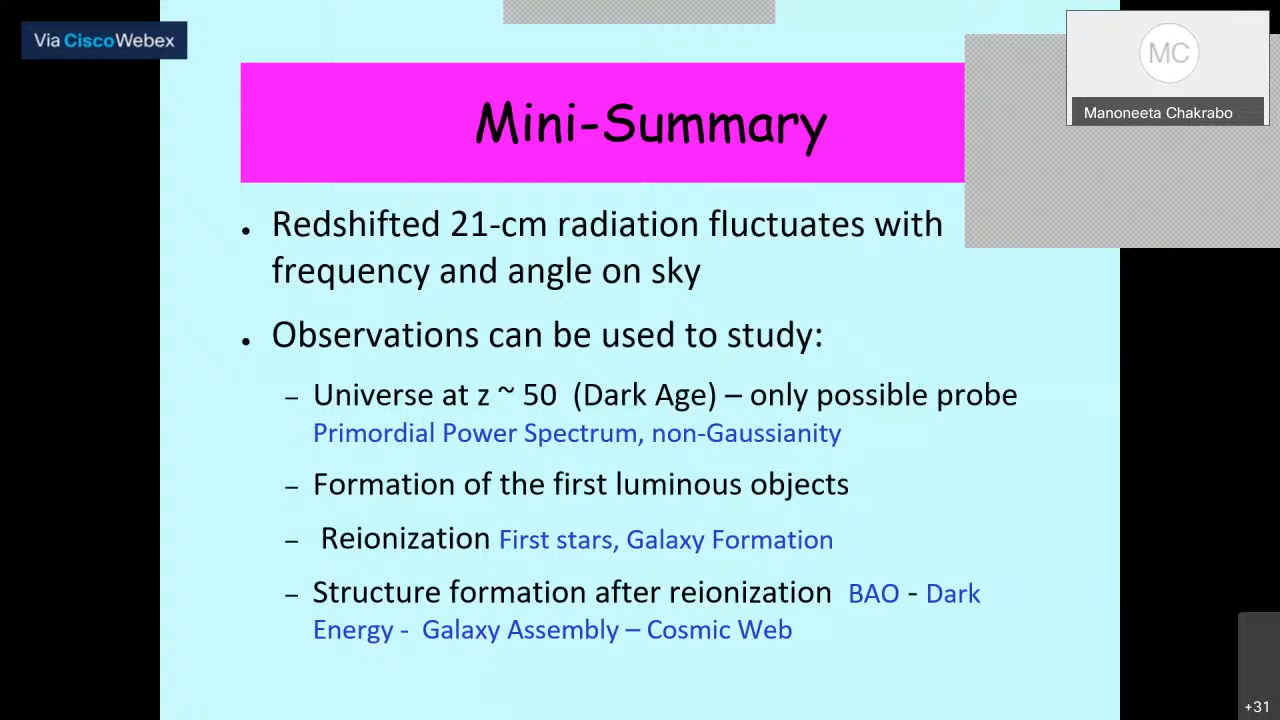 Via CiscoWebex
MC
Manoneeta Chakrabo
Mini-Summary
• Redshifted 21-cm radiation fluctuates with
frequency and angle on sky
• Observations can be used to study:
– Universe at z ~ 50 (Dark Age) – only possible probe
Primordial Power Spectrum, non-Gaussianity
– Formation of the first luminous objects
– Reionization First stars, Galaxy Formation
– Structure formation after reionization BAO - Dark
Energy - Galaxy Assembly – Cosmic Web
+31